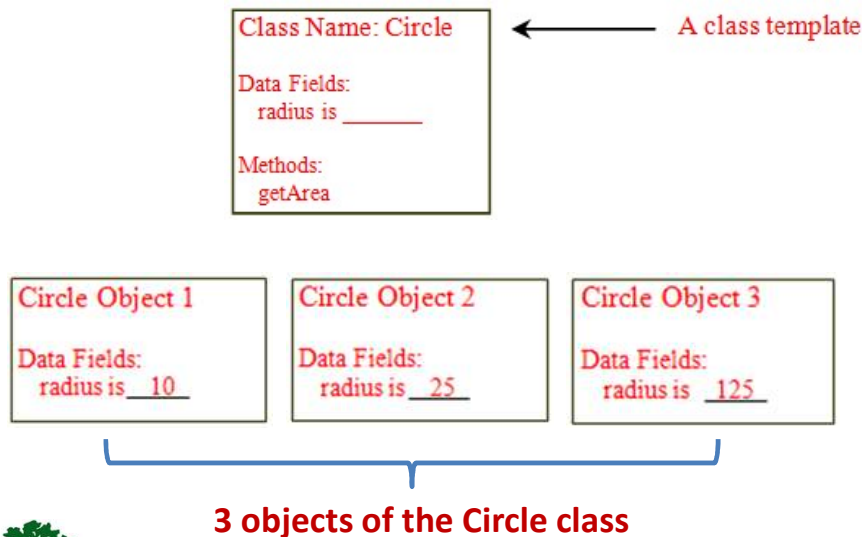 Class Name: Circle
A class template
Data Fields:
radius is ________
Methods:
getArea
Circle Object 1
Data Fields:
radius is 10
Circle Object 2
Data Fields:
radius is 25
Circle Object 3
Data Fields:
radius is 125
3 objects of the Circle class